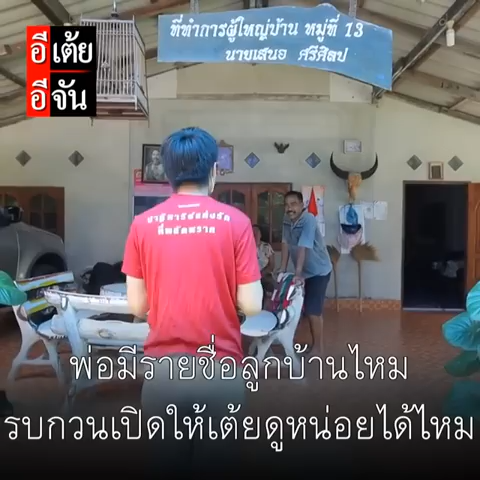 อีเต้ย
อีจัน
ที่ทำการผู้ใหญ่บ้าน หมู่ที่ 13
นายเสนอ ศรีศิลป
พ่อมีรายชื่อลูกบ้านไหม
รบกวนเปิดให้เต้ยดูหน่อยได้ไหม